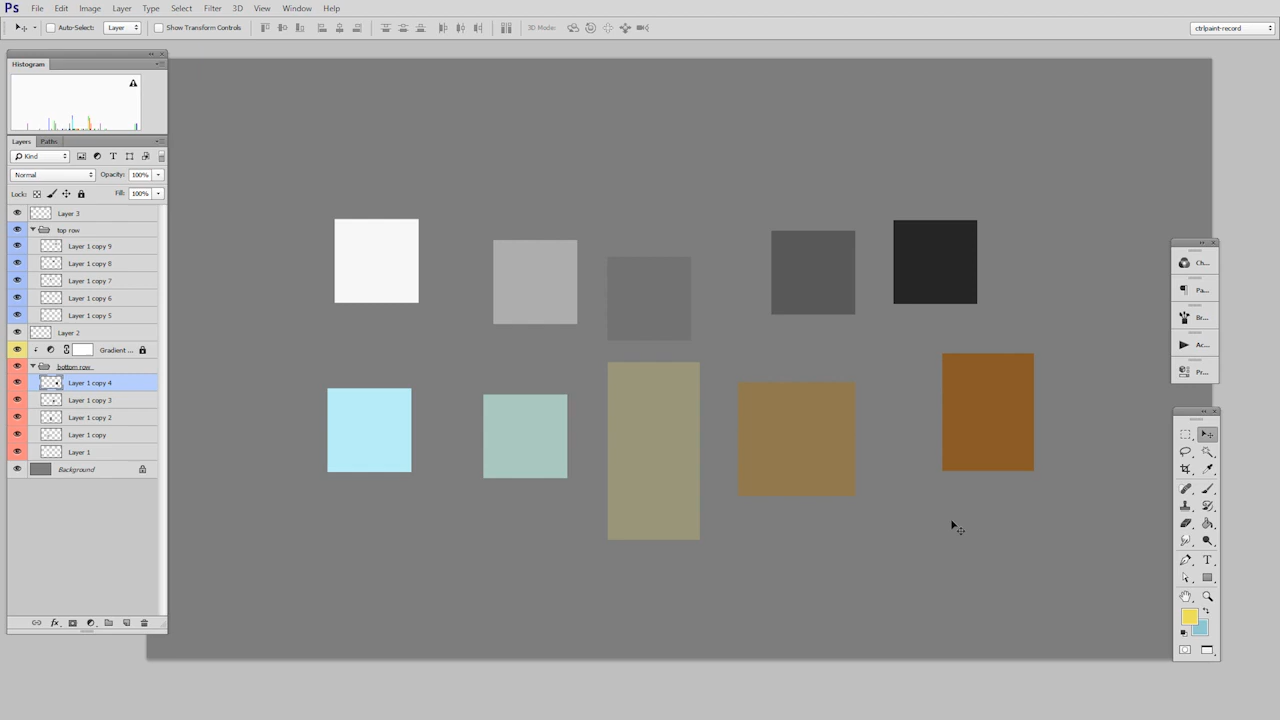 Ps File Edit Image Layer Type Select Filter 3D View Window Help
Auto-Select: Layer Show Transform Controls 3D Mode: ctrlpaint-record
Histogram
Layers Paths
Kind
Normal Opacity: 100%
Lock: Fill: 100%
Layer 3
top row
Layer 1 copy 9
Layer 1 copy 8
Layer 1 copy 7
Layer 1 copy 6
Layer 1 copy 5
Layer 2
Gradient ...
bottom row
Layer 1 copy 4
Layer 1 copy 3
Layer 1 copy 2
Layer 1 copy
Layer 1
Background
fx
Ch...
Pa...
Br...
Ac...
Pr...